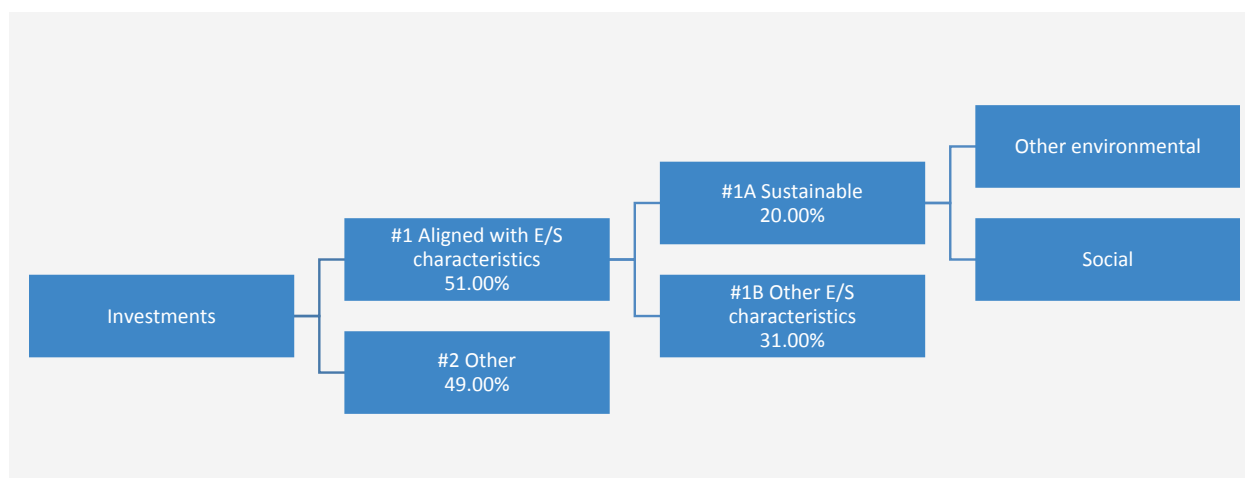 Investments
#1 Aligned with E/S
characteristics
51.00%
#2 Other
49.00%
#1A Sustainable
20.00%
#1B Other E/S
characteristics
31.00%
Other environmental
Social